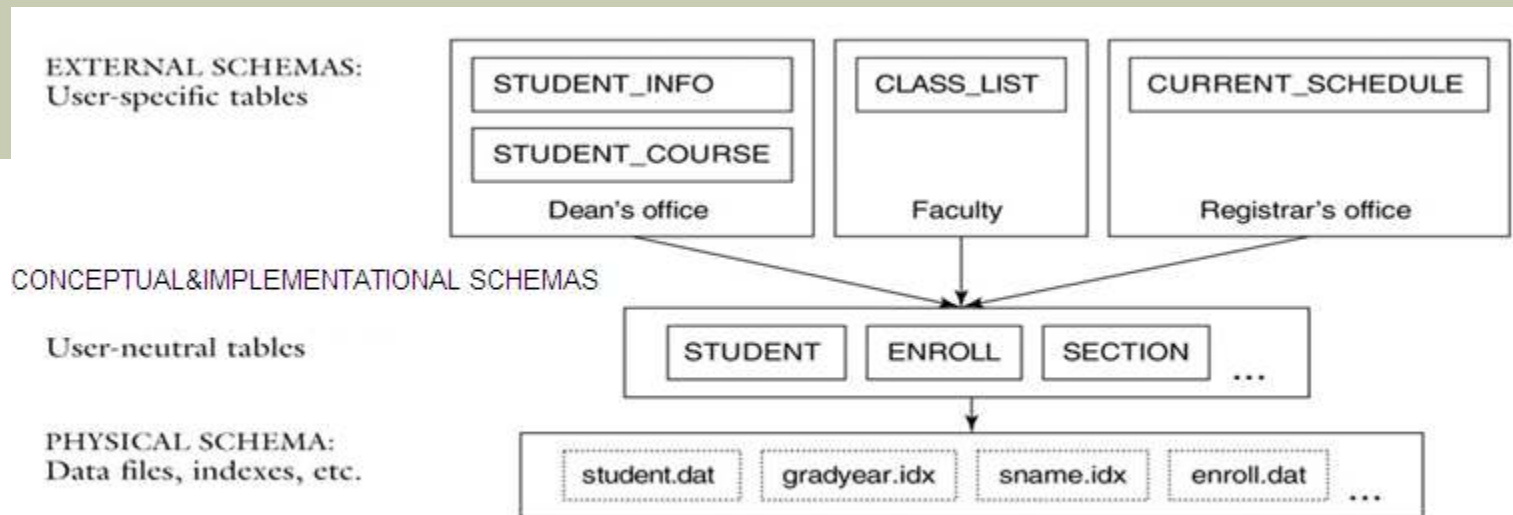 EXTERNAL SCHEMAS:
User-specific tables
STUDENT_INFO
STUDENT_COURSE
Dean's office
CLASS_LIST
Faculty
CURRENT_SCHEDULE
Registrar's office
CONCEPTUAL&IMPLEMENTATIONAL SCHEMAS
User-neutral tables
STUDENT
ENROLL
SECTION
...
PHYSICAL SCHEMA:
Data files, indexes, etc.
student.dat
gradyear.idx
sname.idx
enroll.dat
...